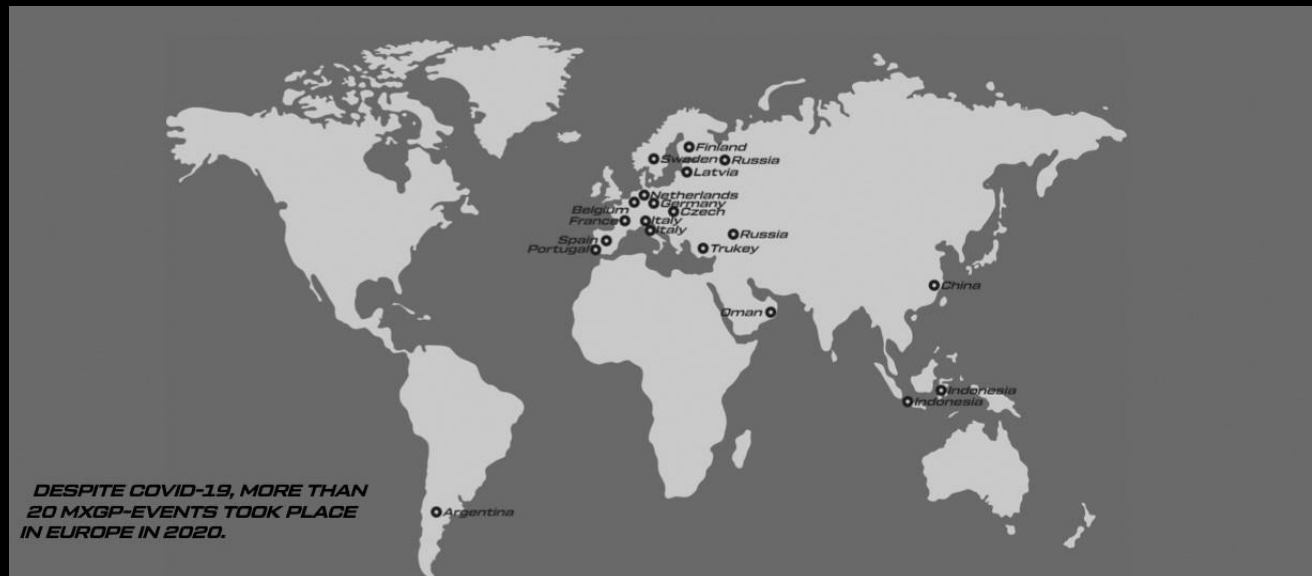 Finland
Sweden
Russia
Latvia
Netherlands
Germany
Belgium
Czech
France
Italy
Italy
Russia
Spain
Portugal
Trukey
China
Oman
Indonesia
Indonesia
Argentina
DESPITE COVID-19, MORE THAN
20 MXGP-EVENTS TOOK PLACE
IN EUROPE IN 2020.